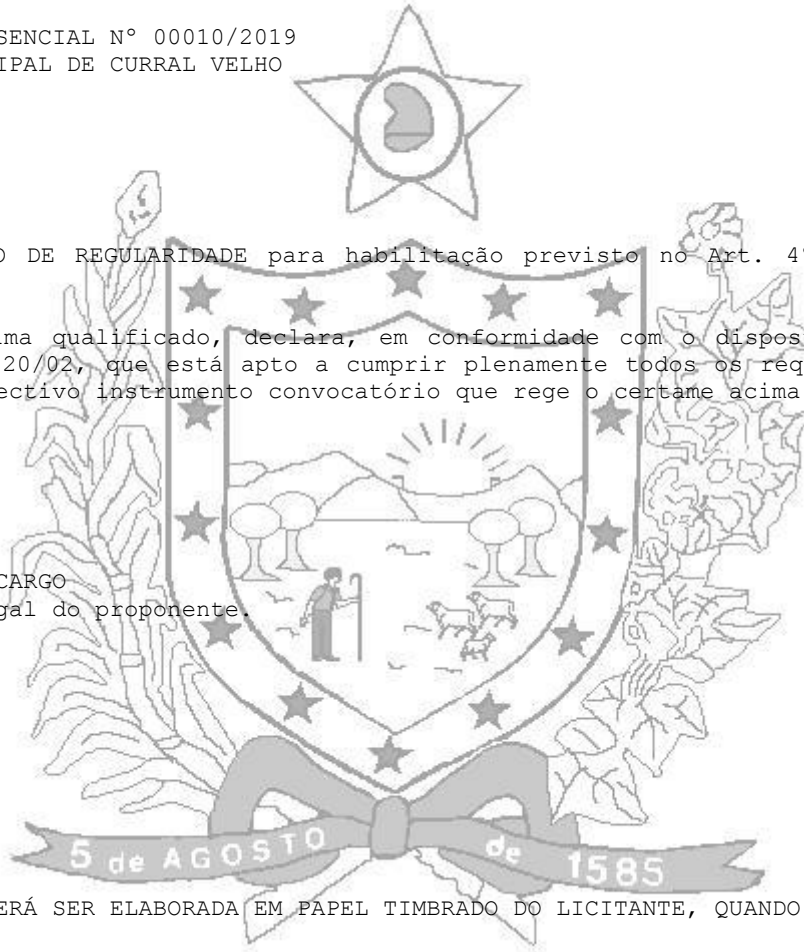 SENCIAL Nº 00010/2019
IPAL DE CURRAL VELHO
O DE REGULARIDADE para habilitação previsto no Art. 4º
ma qualificado, declara, em conformidade com o dispos
20/02, que está apto a cumprir plenamente todos os req
ectivo instrumento convocatório que rege o certame acima
CARGO
gal do proponente.
5 de AGOSTO de 1585
ERÁ SER ELABORADA EM PAPEL TIMBRADO DO LICITANTE, QUANDO